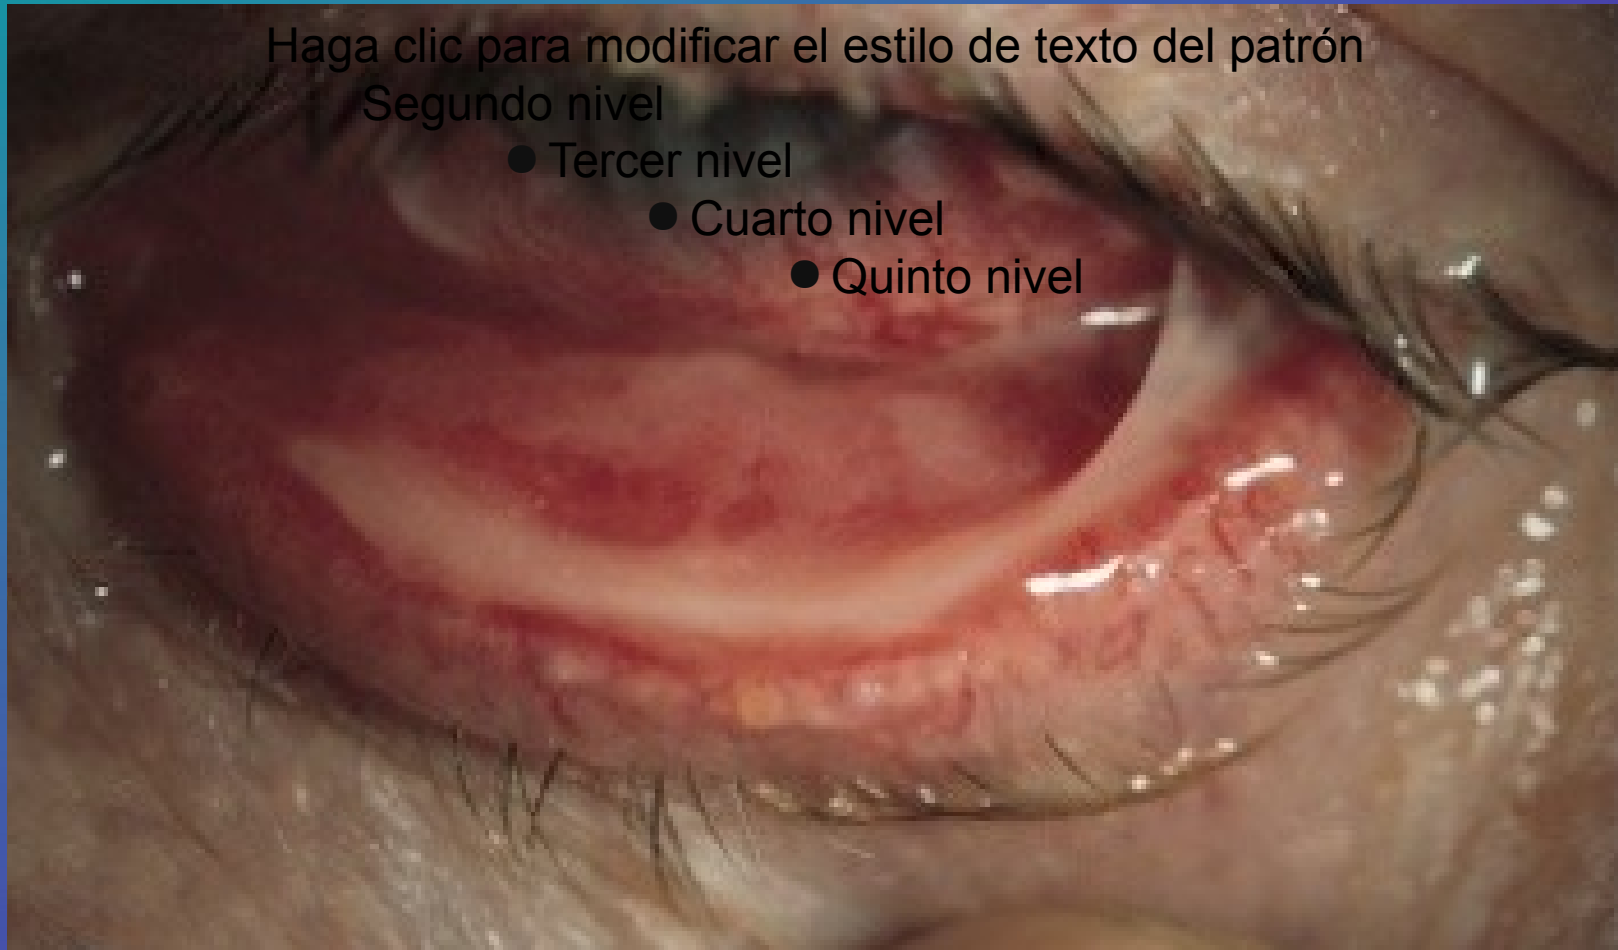 Haga clic para modificar el estilo de texto del patrón
Segundo nivel
● Tercer nivel
● Cuarto nivel
● Quinto nivel